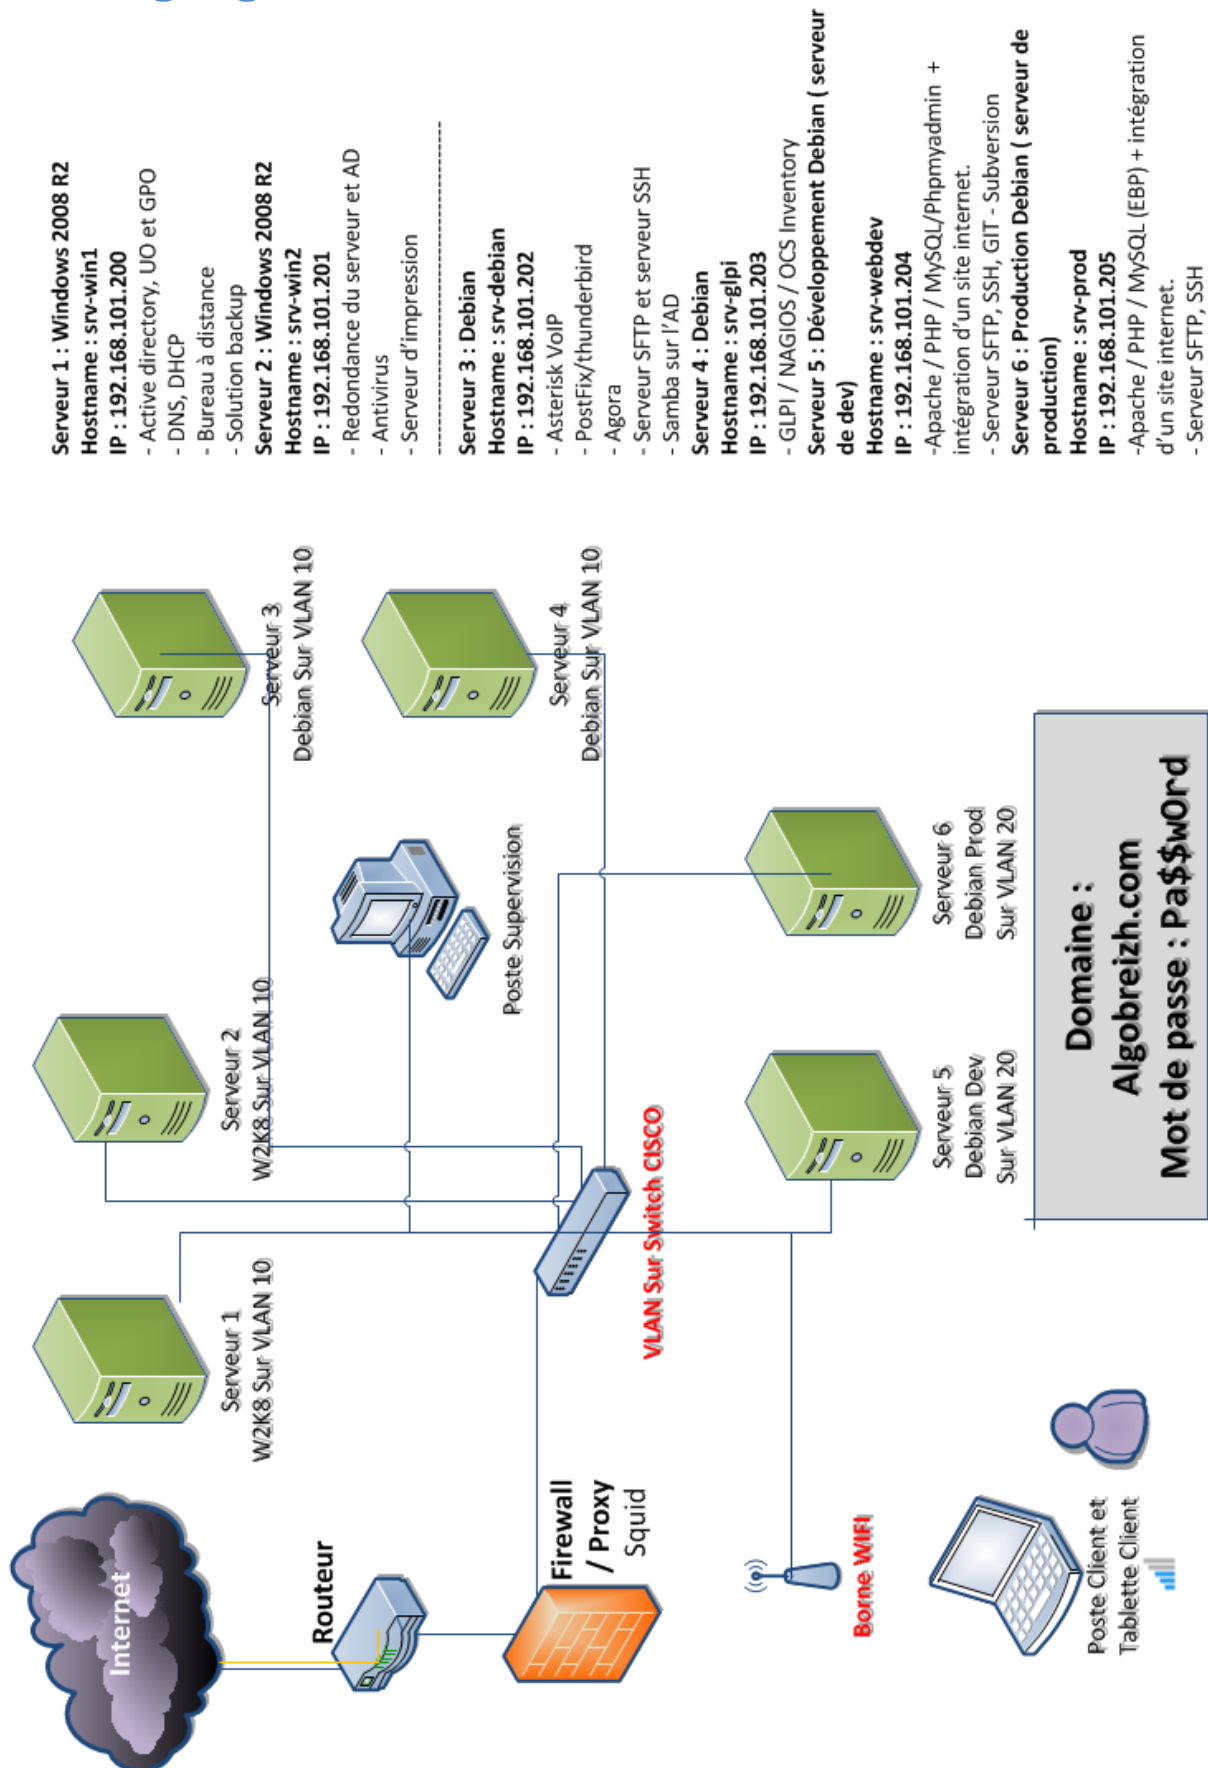 Internet
Routeur
Firewall
/ Proxy
Squid
Serveur 1
W2K8 Sur VLAN 10
Serveur 2
W2K8 Sur VLAN 10
Serveur 3
Debian Sur VLAN 10
Serveur 4
Debian Sur VLAN 10
Poste Supervision
VLAN Sur Switch CISCO
Serveur 5
Debian Dev
Sur VLAN 20
Serveur 6
Debian Prod
Sur VLAN 20
Borne WIFI
Poste Client et
Tablette Client
Domaine :
Algobreizh.com
Mot de passe : Pa$$w0rd
Serveur 1 : Windows 2008 R2
Hostname : srv-win1
IP : 192.168.101.200
- Active directory, UO et GPO
- DNS, DHCP
- Bureau à distance
- Solution backup
Serveur 2 : Windows 2008 R2
Hostname : srv-win2
IP : 192.168.101.201
- Redondance du serveur et AD
- Antivirus
- Serveur d'impression
Serveur 3 : Debian
Hostname : srv-debian
IP : 192.168.101.202
- Asterisk VoIP
- PostFix/thunderbird
- Agora
- Serveur SFTP et serveur SSH
- Samba sur l'AD
Serveur 4 : Debian
Hostname : srv-glpi
IP : 192.168.101.203
- GLPI / NAGIOS / OCS Inventory
Serveur 5 : Développement Debian ( serveur
de dev)
Hostname : srv-webdev
IP : 192.168.101.204
-Apache / PHP / MySQL/Phpmyadmin +
intégration d'un site internet.
- Serveur SFTP, SSH, GIT - Subversion
Serveur 6 : Production Debian ( serveur de
production)
Hostname : srv-prod
IP : 192.168.101.205
-Apache / PHP / MySQL (EBP) + intégration
d'un site internet.
- Serveur SFTP, SSH